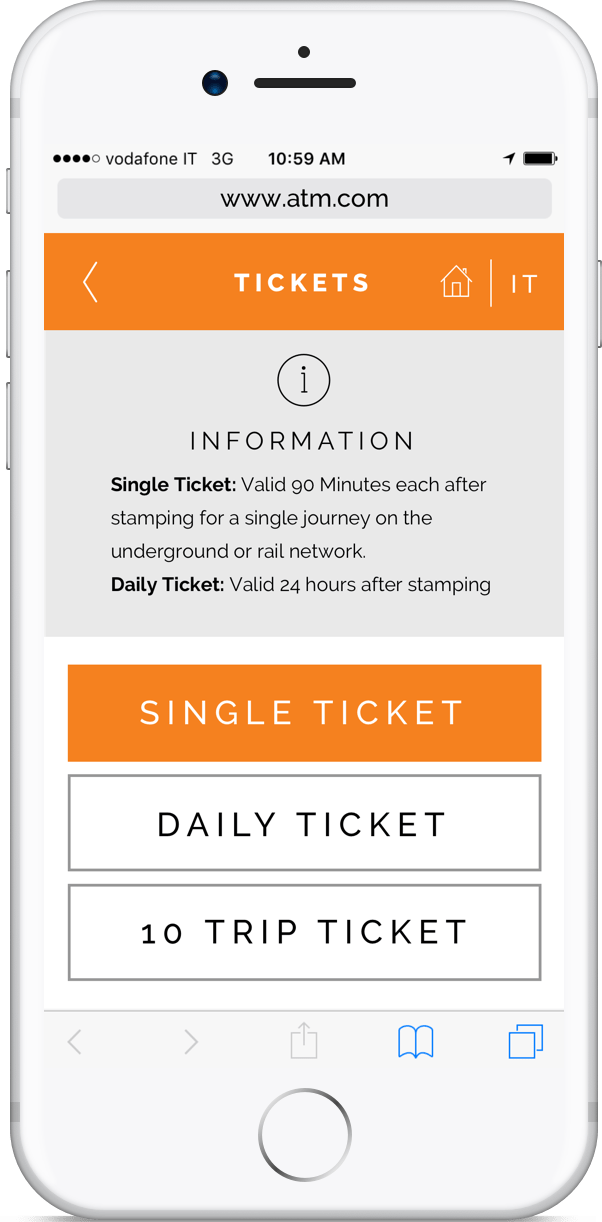 vodafone IT 3G 10:59 AM
www.atm.com
TICKETS IT
INFORMATION
Single Ticket: Valid 90 Minutes each after
stamping for a single journey on the
underground or rail network.
Daily Ticket: Valid 24 hours after stamping
SINGLE TICKET
DAILY TICKET
10 TRIP TICKET